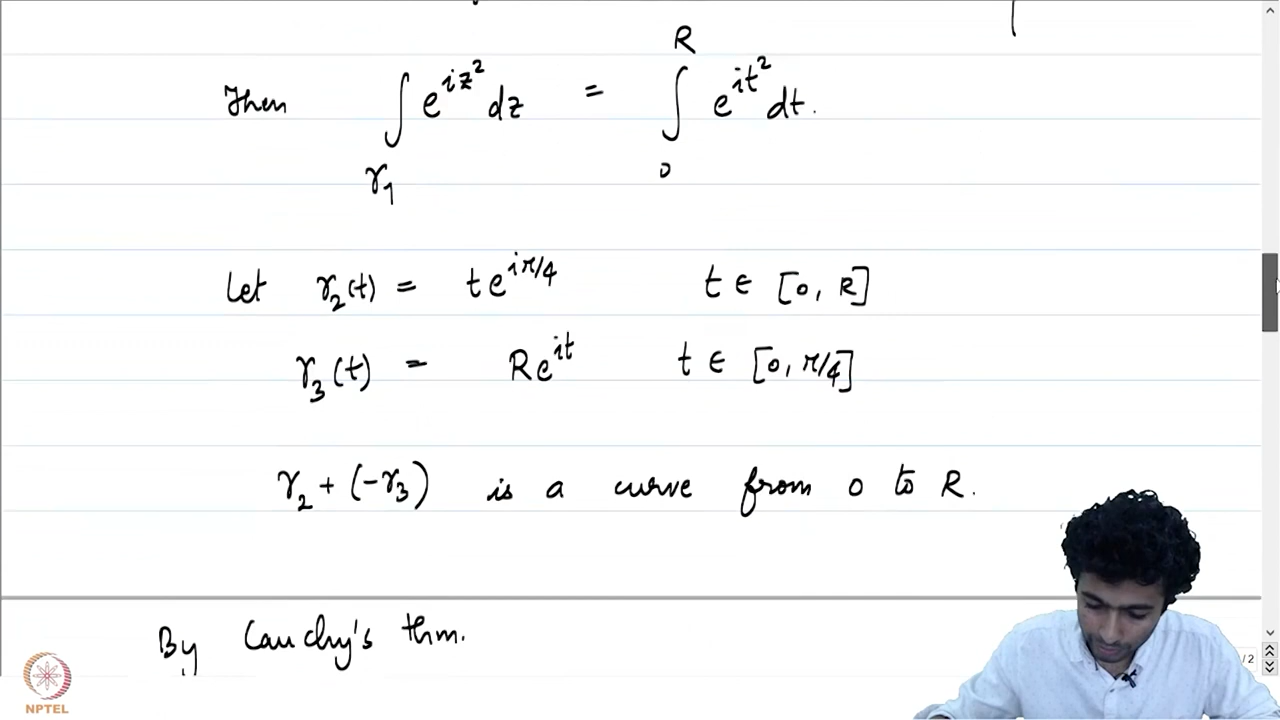 Then ∫_{γ₁} e^{iz²} dz = ∫_0^R e^{it²} dt.
Let γ₂(t) = t e^{iπ/4} t ∈ [0, R]
γ₃(t) = R e^{it} t ∈ [0, π/4]
γ₂ + (-γ₃) is a curve from 0 to R.
By Cauchy's thm.
/2
NPTEL